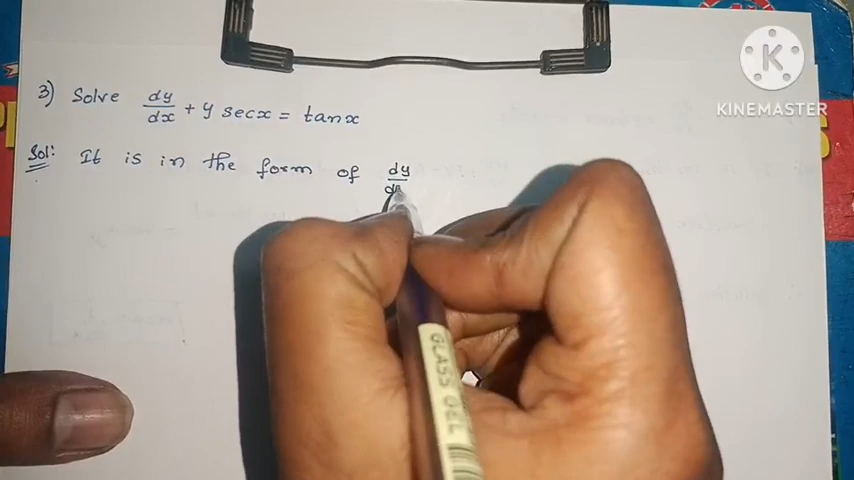 3) Solve dy/dx + y secx = tanx
Sol: It is in the form of dy/d
KINEMASTER
GLASS GEL